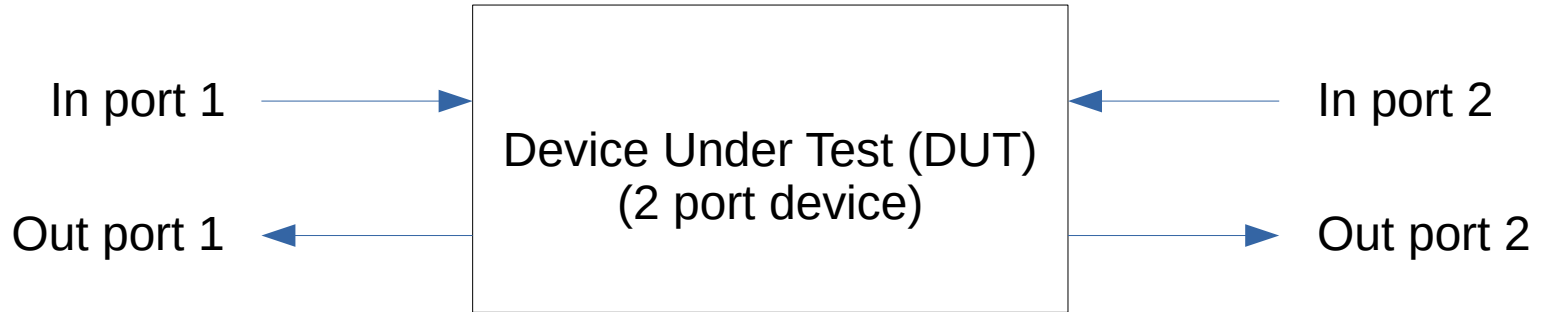 In port 1
Out port 1
Device Under Test (DUT)
(2 port device)
In port 2
Out port 2